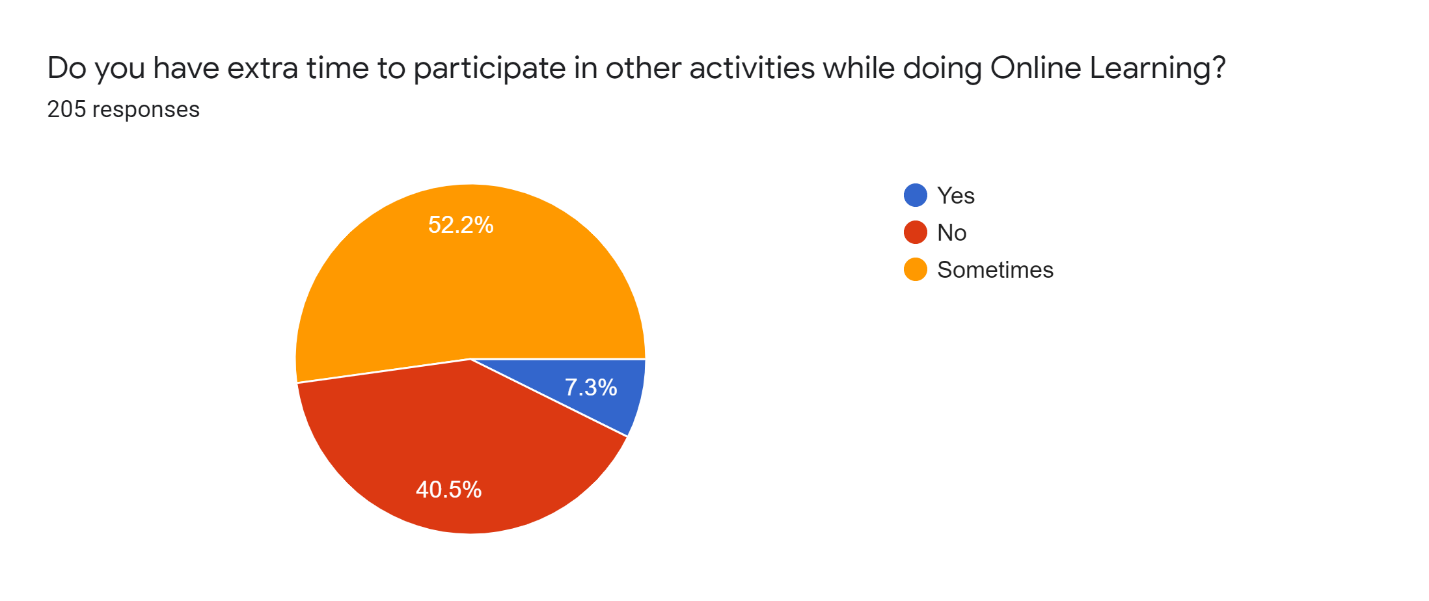 Do you have extra time to participate in other activities while doing Online Learning?
205 responses
52.2%
7.3%
40.5%
Yes
No
Sometimes